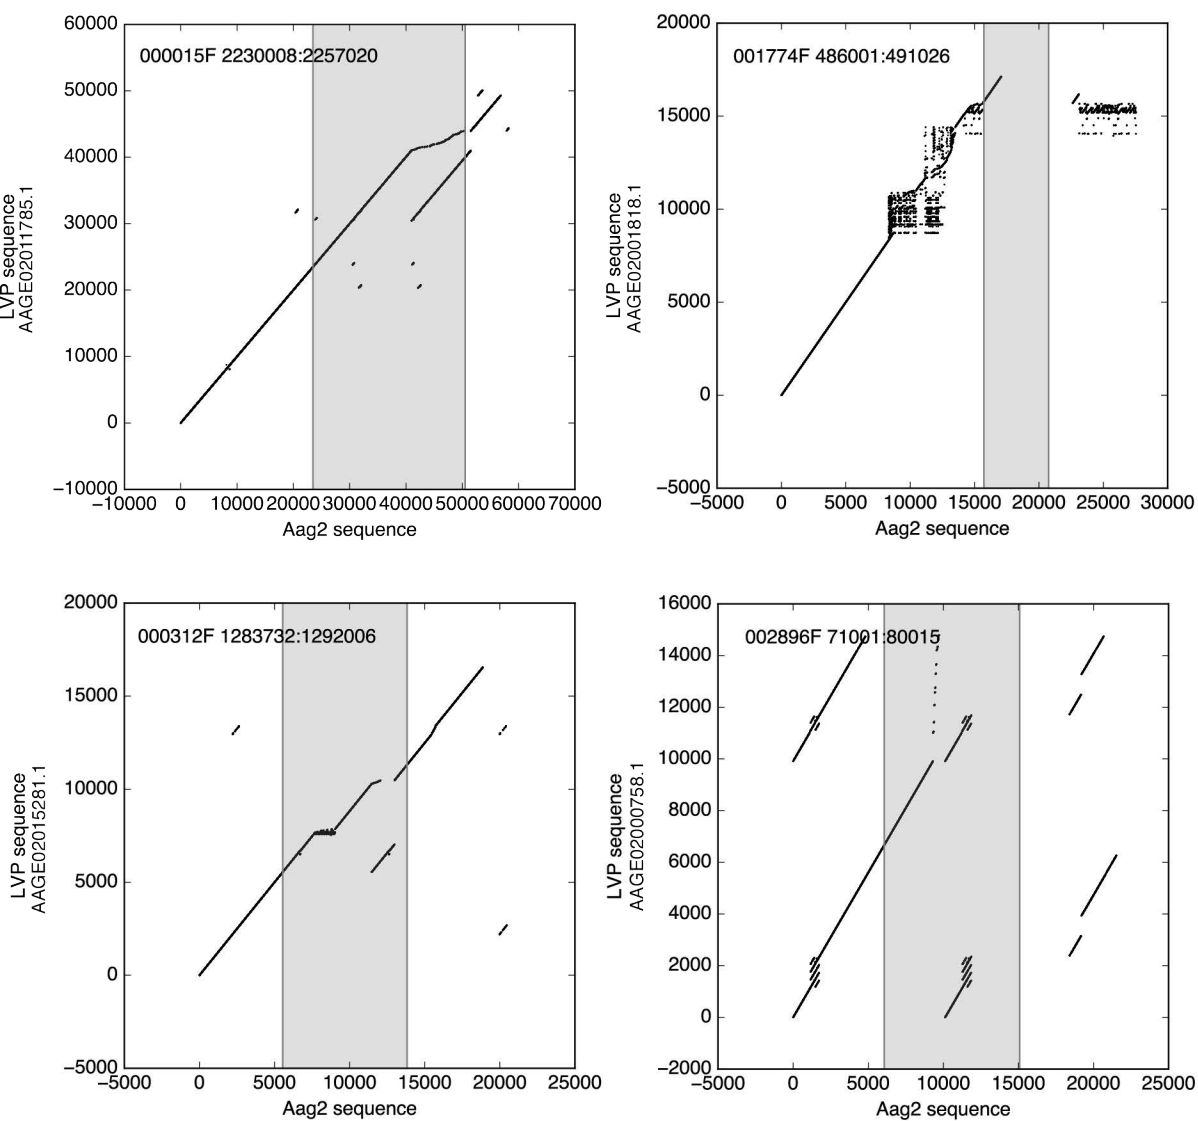 60000
50000
40000
30000
20000
10000
0
−10000
000015F 2230008:2257020
LVP sequence
AAGE02011785.1
−10000 0 10000 20000 30000 40000 50000 60000 70000
Aag2 sequence
20000
15000
10000
5000
0
−5000
001774F 486001:491026
LVP sequence
AAGE02001818.1
−5000 0 5000 10000 15000 20000 25000 30000
Aag2 sequence
20000
15000
10000
5000
0
−5000
000312F 1283732:1292006
LVP sequence
AAGE02015281.1
−5000 0 5000 10000 15000 20000 25000
Aag2 sequence
16000
14000
12000
10000
8000
6000
4000
2000
0
−2000
002896F 71001:80015
LVP sequence
AAGE02000758.1
−5000 0 5000 10000 15000 20000 25000
Aag2 sequence